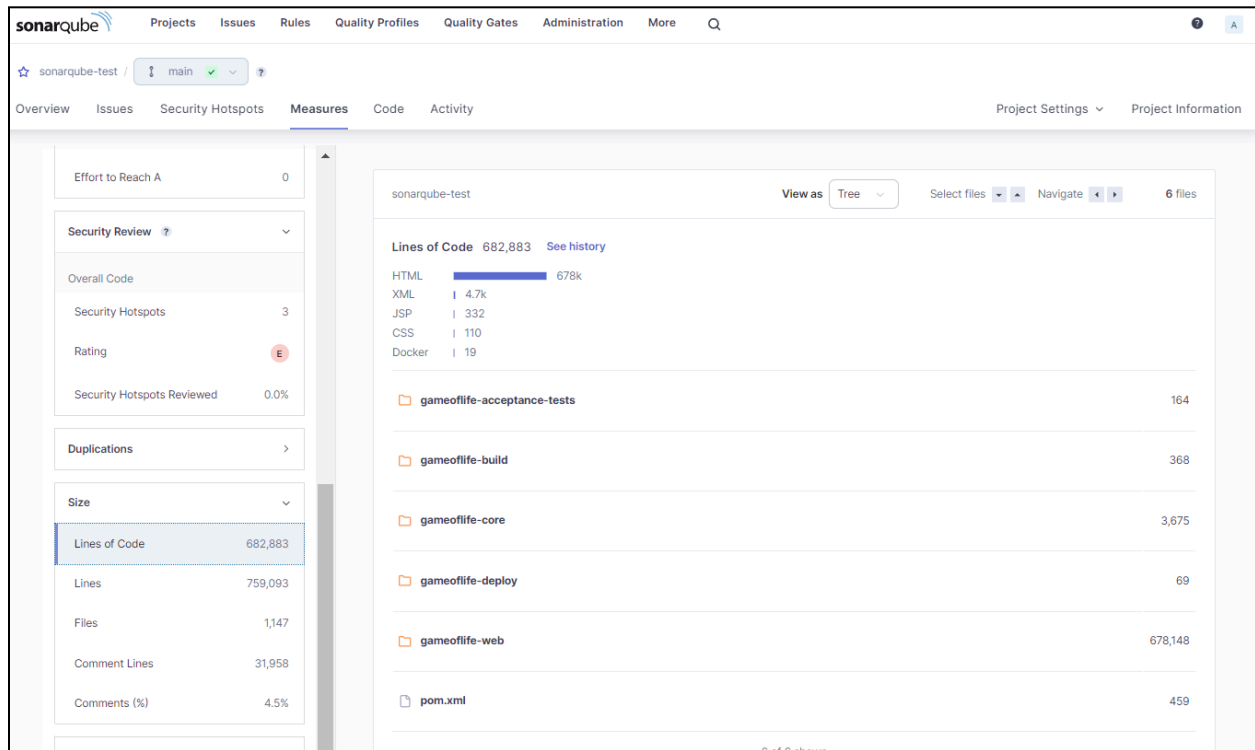 sonarqube Projects Issues Rules Quality Profiles Quality Gates Administration More ? A
sonarqube-test / main ?
Overview Issues Security Hotspots Measures Code Activity Project Settings Project Information
Effort to Reach A 0
Security Review ?
Overall Code
Security Hotspots 3
Rating E
Security Hotspots Reviewed 0.0%
Duplications
Size
Lines of Code 682,883
Lines 759,093
Files 1,147
Comment Lines 31,958
Comments (%) 4.5%
sonarqube-test View as Tree Select files Navigate 6 files
Lines of Code 682,883 See history
HTML 678k
XML 4.7k
JSP 332
CSS 110
Docker 19
gameoflife-acceptance-tests 164
gameoflife-build 368
gameoflife-core 3,675
gameoflife-deploy 69
gameoflife-web 678,148
pom.xml 459